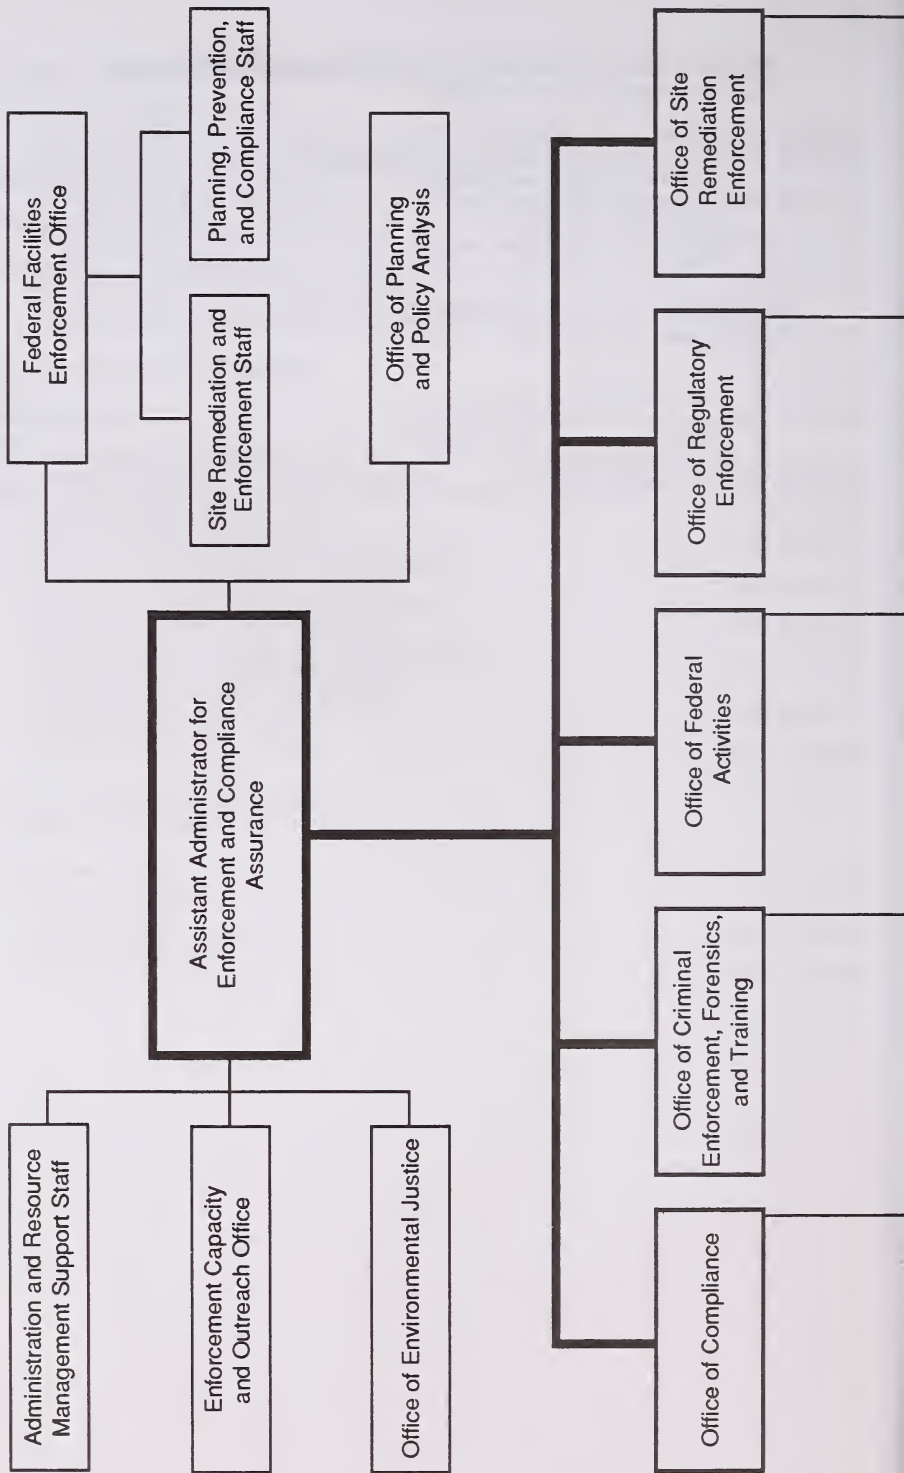 Administration and Resource
Management Support Staff
Enforcement Capacity
and Outreach Office
Office of Environmental Justice
Assistant Administrator for
Enforcement and Compliance
Assurance
Federal Facilities
Enforcement Office
Site Remediation and
Enforcement Staff
Planning, Prevention,
and Compliance Staff
Office of Planning
and Policy Analysis
Office of Compliance
Office of Criminal
Enforcement, Forensics,
and Training
Office of Federal
Activities
Office of Regulatory
Enforcement
Office of Site
Remediation
Enforcement